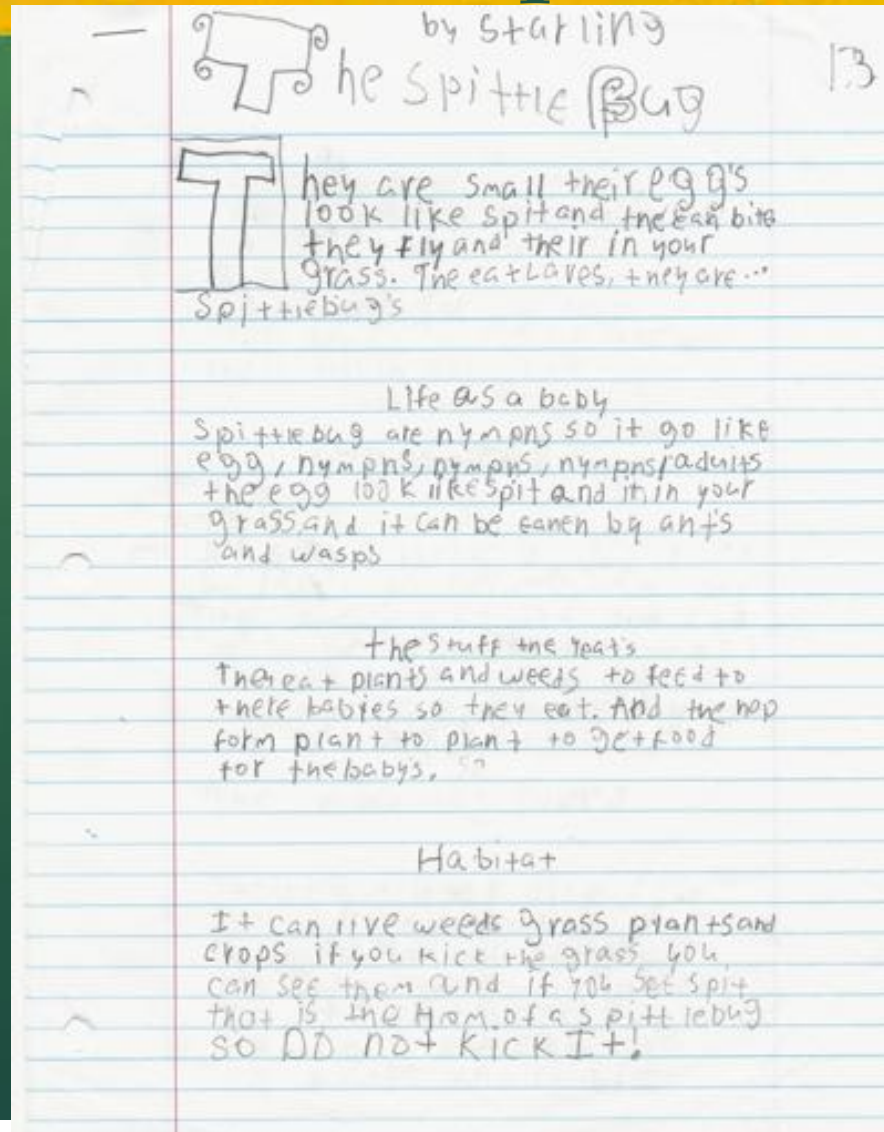 by starling
The Spittle Bug
13
They are small their egg's
look like spit and the can bite
they fly and their in your
grass. The eat Laves, they are...
Spittlebug's
Life as a baby
Spittlebug are nymphs so it go like
egg, nymphs, nymphs, nymphs, adults
the egg look like spit and it in your
grass, and it can be eaten by ant's
and wasps
the stuff the yeat's
There eat plants and weeds to feed to
there babies so they eat. And the hop
form plant to plant to get food
for the babys.
Habitat
It can live weeds grass plants and
crops if you kick the grass you
can see them and if you see spit
that is the Hom of a spittlebug
so DO not kick It!